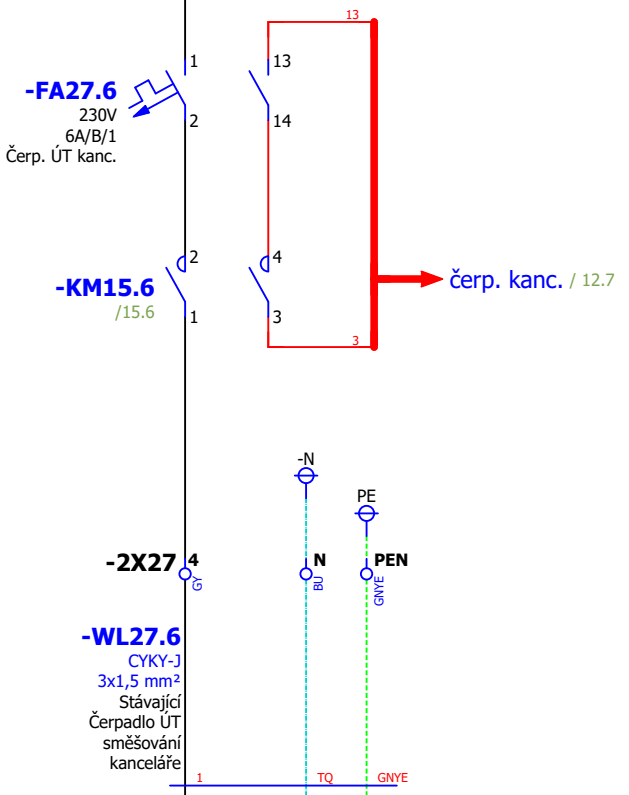 13
1
13
-FA27.6
230V
6A/B/1
Čerp. ÚT kanc.
2
14
2
4
-KM15.6
/15.6
čerp. kanc. / 12.7
1
3
3
-N
PE
-2X27
4
N
PEN
GY
BU
GNYE
-WL27.6
CYKY-J
3x1,5 mm²
Stávající
Čerpadlo ÚT
směšování
kanceláře
1
TQ
GNYE